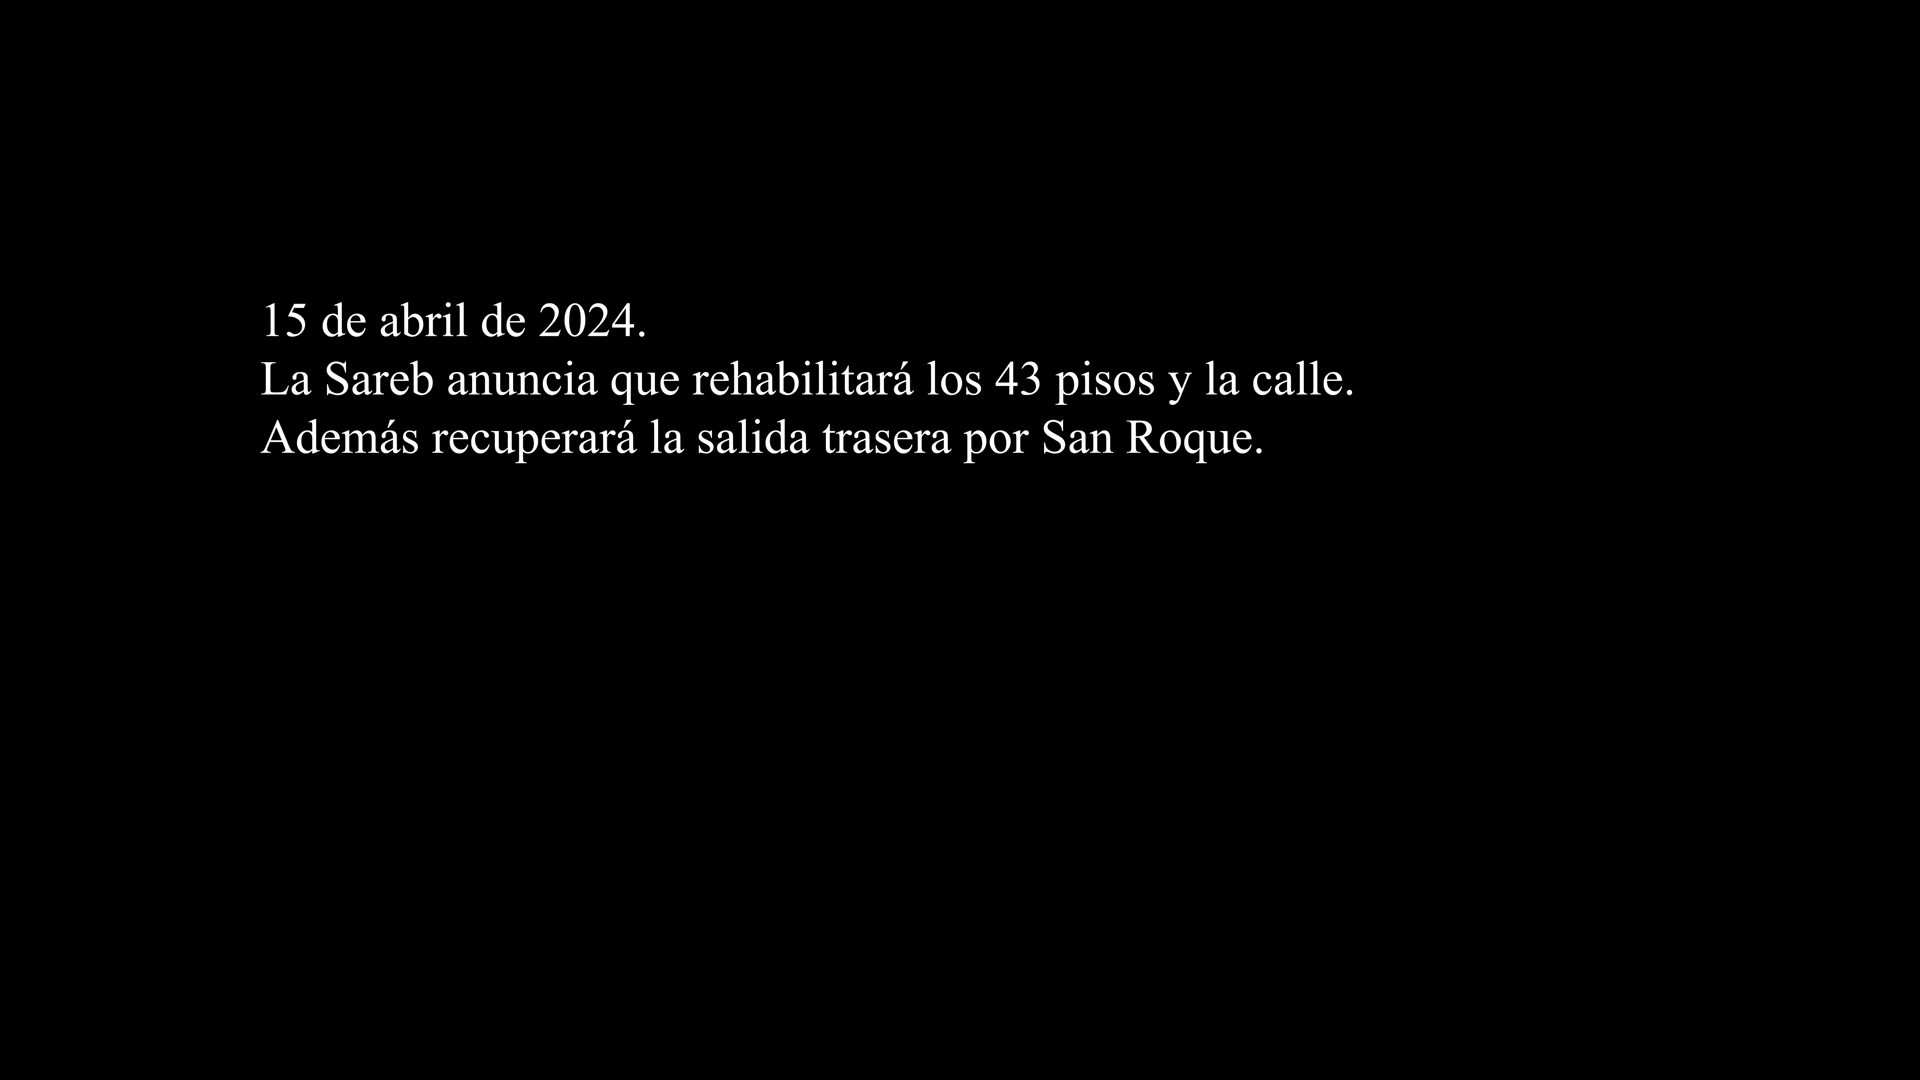 15 de abril de 2024.
La Sareb anuncia que rehabilitará los 43 pisos y la calle.
Además recuperará la salida trasera por San Roque.